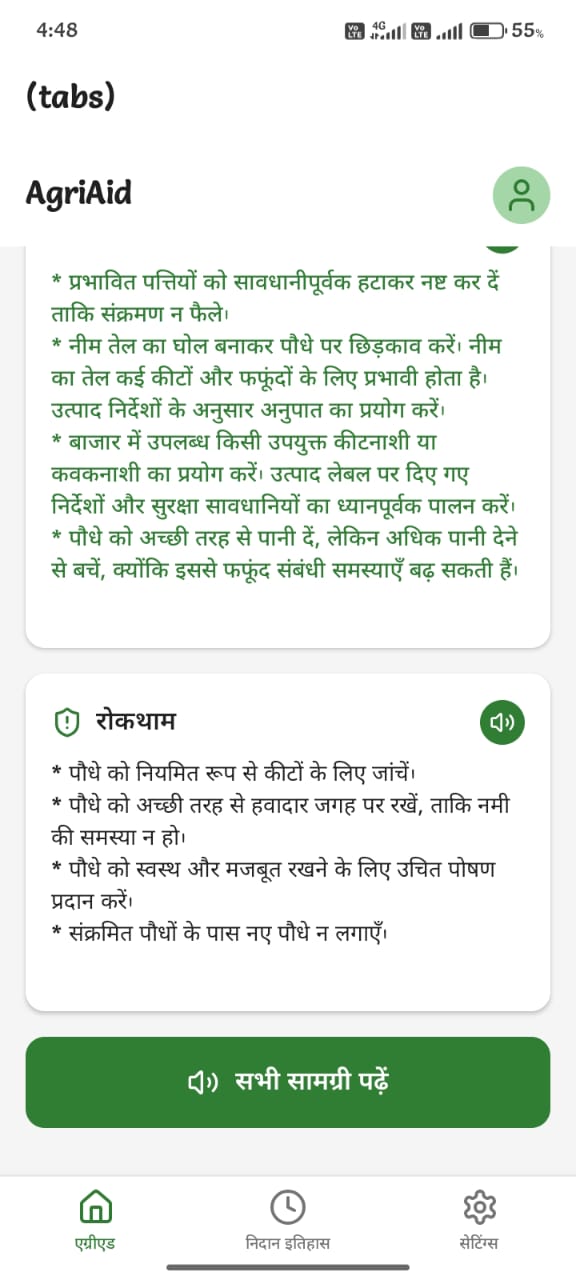 4:48
Vo LTE 4G Vo LTE 55%
(tabs)
AgriAid
* प्रभावित पत्तियों को सावधानीपूर्वक हटाकर नष्ट कर दें
ताकि संक्रमण न फैले।
* नीम तेल का घोल बनाकर पौधे पर छिड़काव करें। नीम
का तेल कई कीटों और फफूंदों के लिए प्रभावी होता है।
उत्पाद निर्देशों के अनुसार अनुपात का प्रयोग करें।
* बाजार में उपलब्ध किसी उपयुक्त कीटनाशी या
कवकनाशी का प्रयोग करें। उत्पाद लेबल पर दिए गए
निर्देशों और सुरक्षा सावधानियों का ध्यानपूर्वक पालन करें।
* पौधे को अच्छी तरह से पानी दें, लेकिन अधिक पानी देने
से बचें, क्योंकि इससे फफूंद संबंधी समस्याएँ बढ़ सकती हैं।
रोकथाम
* पौधे को नियमित रूप से कीटों के लिए जांचें।
* पौधे को अच्छी तरह से हवादार जगह पर रखें, ताकि नमी
की समस्या न हो।
* पौधे को स्वस्थ और मजबूत रखने के लिए उचित पोषण
प्रदान करें।
* संक्रमित पौधों के पास नए पौधे न लगाएँ।
सभी सामग्री पढ़ें
एग्रीएड
निदान इतिहास
सेटिंग्स